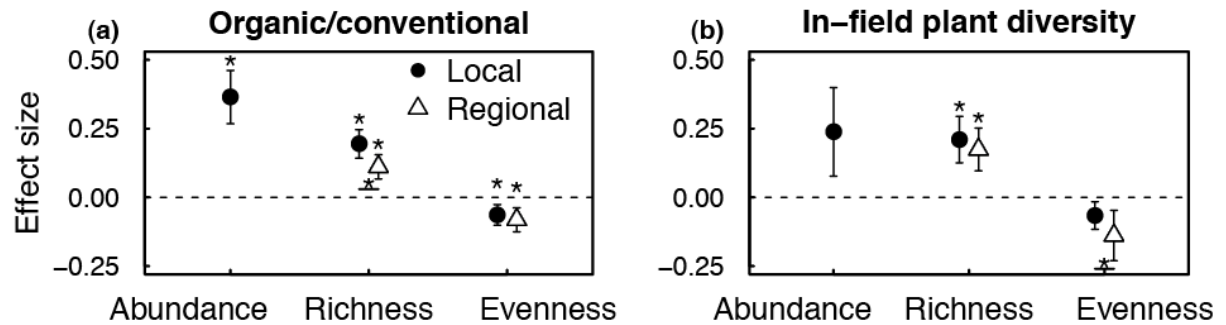 (a) Organic/conventional
(b) In−field plant diversity
Effect size
0.50
0.25
0.00
−0.25
Local
Regional
* * * * * *
Abundance Richness Evenness
0.50
0.25
0.00
−0.25
* * *
Abundance Richness Evenness